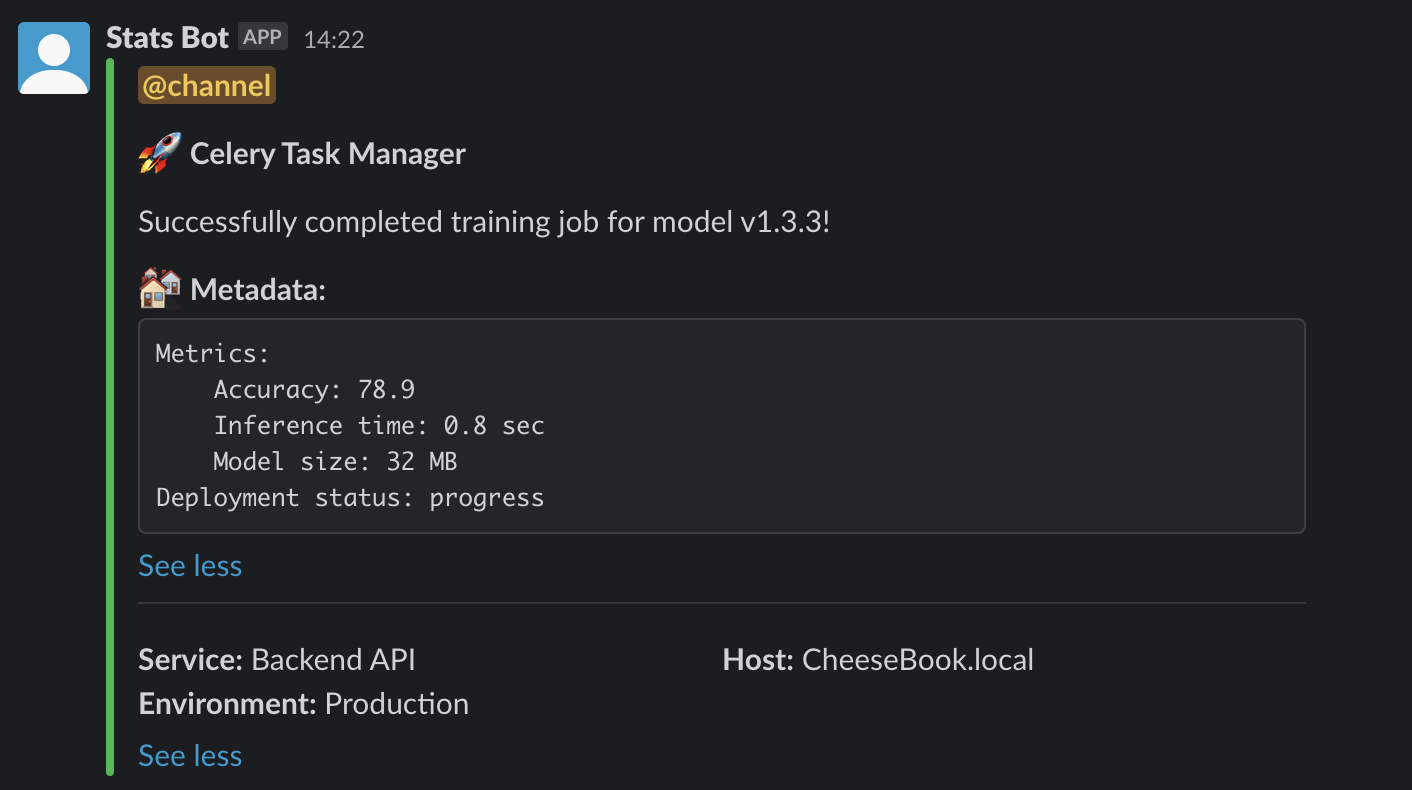 Stats Bot APP 14:22
@channel
🚀 Celery Task Manager
Successfully completed training job for model v1.3.3!
🏘️ Metadata:
Metrics:
    Accuracy: 78.9
    Inference time: 0.8 sec
    Model size: 32 MB
Deployment status: progress
See less
Service: Backend API
Host: CheeseBook.local
Environment: Production
See less